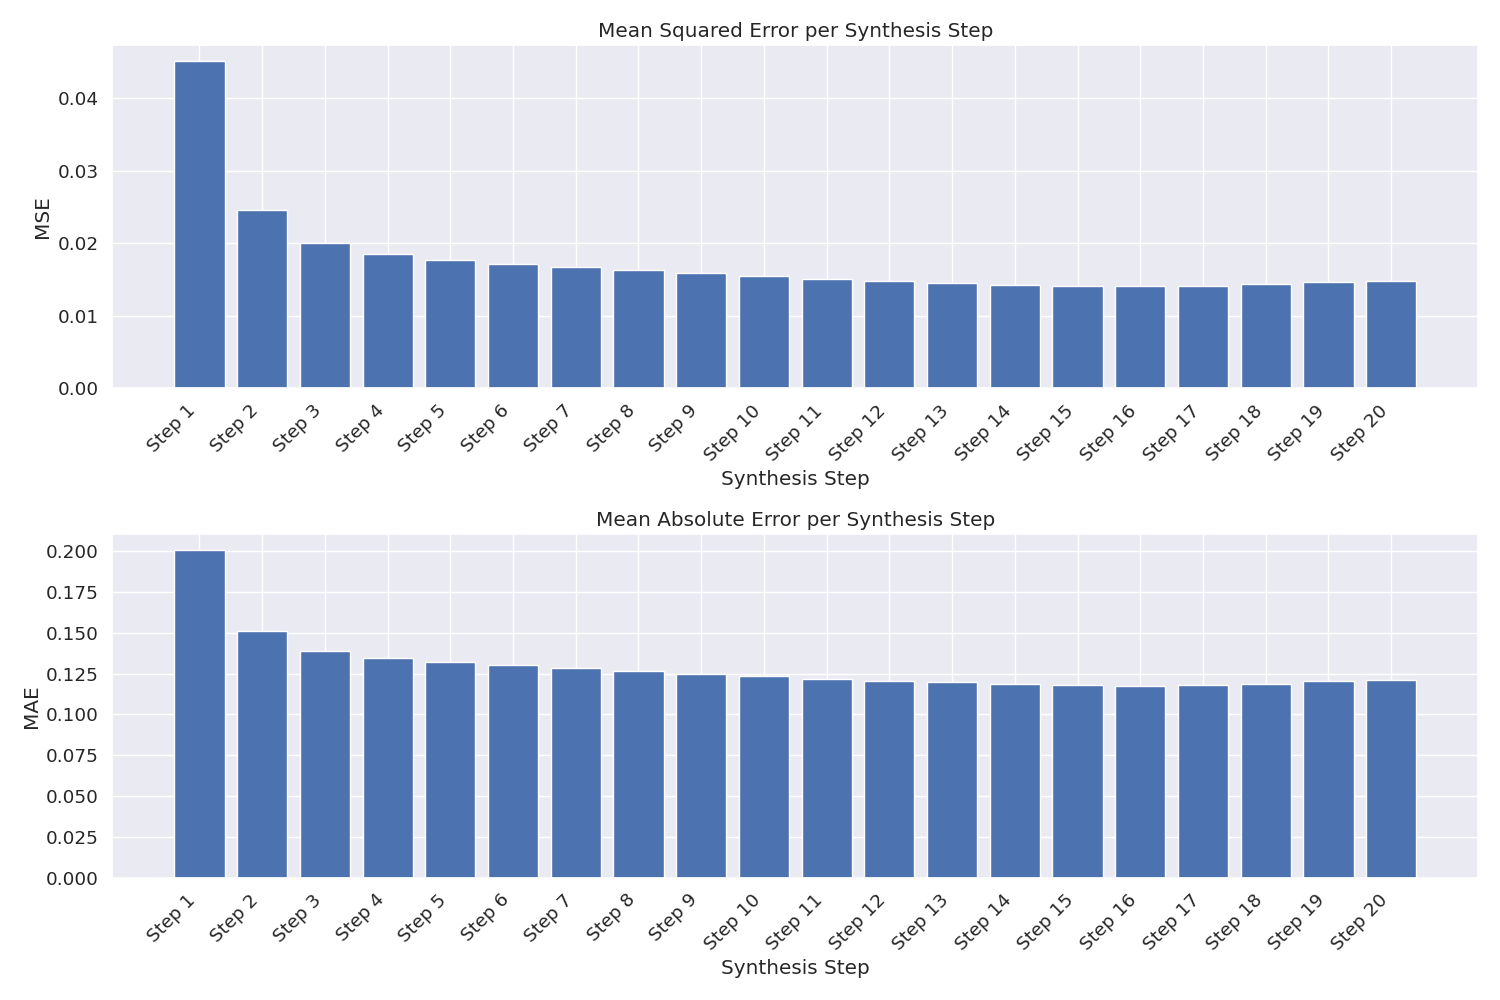 Mean Squared Error per Synthesis Step
MSE
0.04
0.03
0.02
0.01
0.00
Step 1
Step 2
Step 3
Step 4
Step 5
Step 6
Step 7
Step 8
Step 9
Step 10
Step 11
Step 12
Step 13
Step 14
Step 15
Step 16
Step 17
Step 18
Step 19
Step 20
Synthesis Step
Mean Absolute Error per Synthesis Step
MAE
0.200
0.175
0.150
0.125
0.100
0.075
0.050
0.025
0.000
Step 1
Step 2
Step 3
Step 4
Step 5
Step 6
Step 7
Step 8
Step 9
Step 10
Step 11
Step 12
Step 13
Step 14
Step 15
Step 16
Step 17
Step 18
Step 19
Step 20
Synthesis Step